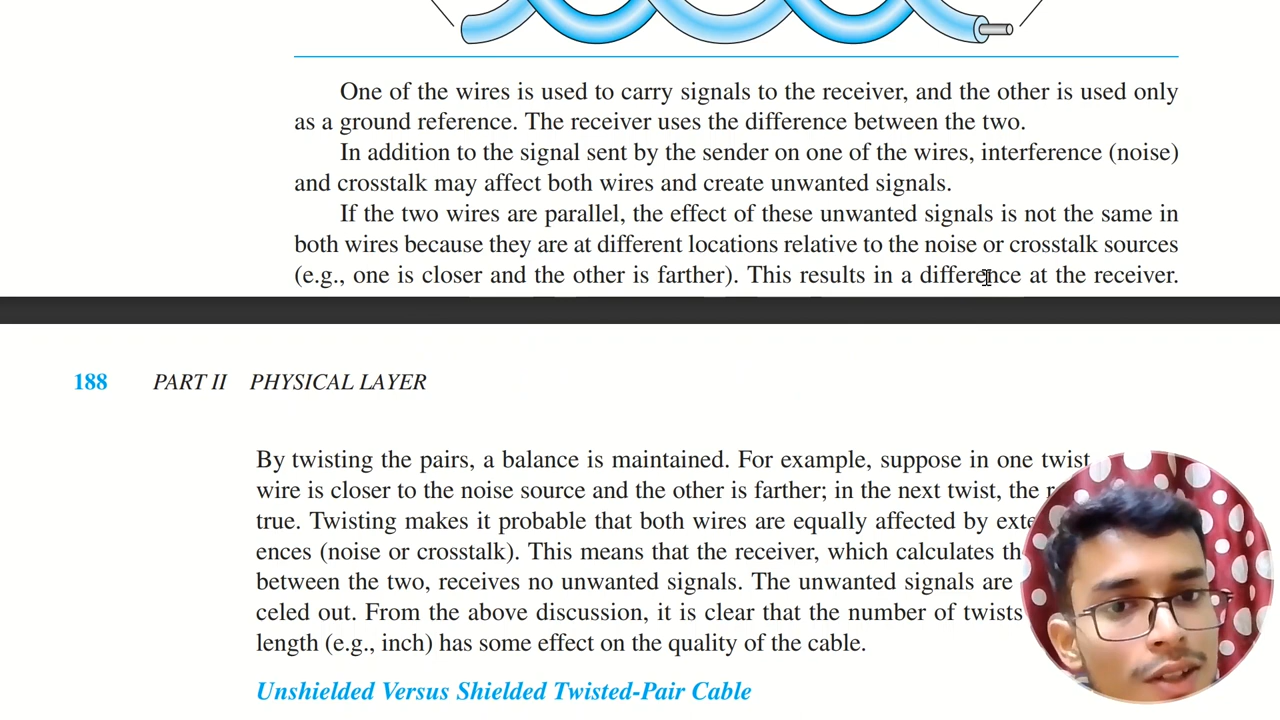 One of the wires is used to carry signals to the receiver, and the other is used only
as a ground reference. The receiver uses the difference between the two.
In addition to the signal sent by the sender on one of the wires, interference (noise)
and crosstalk may affect both wires and create unwanted signals.
If the two wires are parallel, the effect of these unwanted signals is not the same in
both wires because they are at different locations relative to the noise or crosstalk sources
(e.g., one is closer and the other is farther). This results in a difference at the receiver.
188 PART II PHYSICAL LAYER
By twisting the pairs, a balance is maintained. For example, suppose in one twist
wire is closer to the noise source and the other is farther; in the next twist, the
true. Twisting makes it probable that both wires are equally affected by
ences (noise or crosstalk). This means that the receiver, which calculates
between the two, receives no unwanted signals. The unwanted signals are
celed out. From the above discussion, it is clear that the number of twists
length (e.g., inch) has some effect on the quality of the cable.
Unshielded Versus Shielded Twisted-Pair Cable